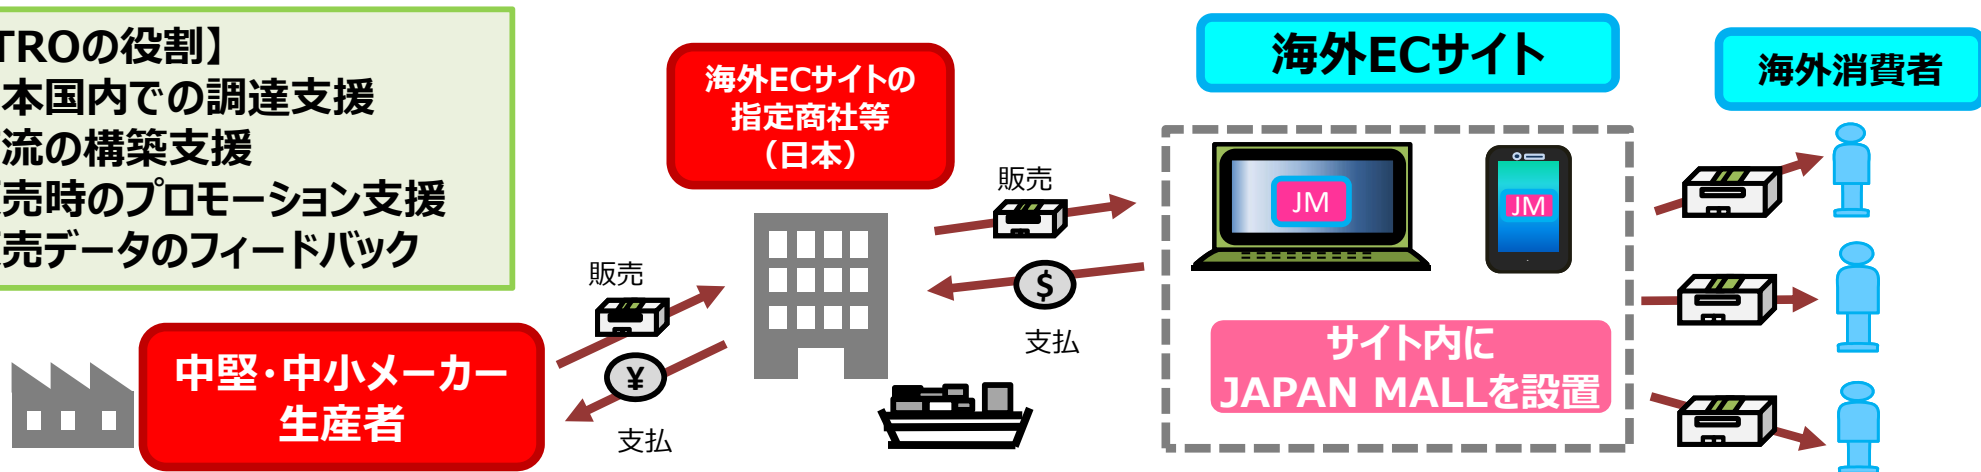 TROの役割】
本国内での調達支援
流の構築支援
売時のプロモーション支援
売データのフィードバック
中堅・中小メーカー
生産者
販売
¥
支払
海外ECサイトの
指定商社等
（日本）
販売
$
支払
海外ECサイト
JM
JM
サイト内に
JAPAN MALLを設置
海外消費者